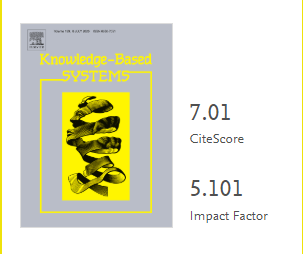 Knowledge-Based
SYSTEMS
7.01
CiteScore
5.101
Impact Factor